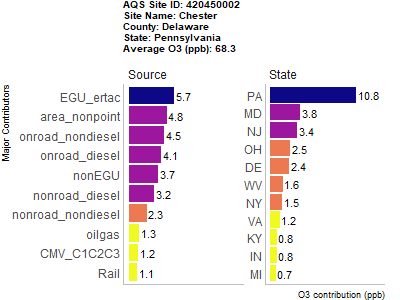 AQS Site ID: 420450002
Site Name: Chester
County: Delaware
State: Pennsylvania
Average O3 (ppb): 68.3
Major Contributors
Source
EGU_ertac 5.7
area_nonpoint 4.8
onroad_nondiesel 4.5
onroad_diesel 4.1
nonEGU 3.7
nonroad_diesel 3.2
nonroad_nondiesel 2.3
oilgas 1.3
CMV_C1C2C3 1.2
Rail 1.1
State
PA 10.8
MD 3.8
NJ 3.4
OH 2.5
DE 2.4
WV 1.6
NY 1.5
VA 1.2
KY 0.8
IN 0.8
MI 0.7
O3 contribution (ppb)